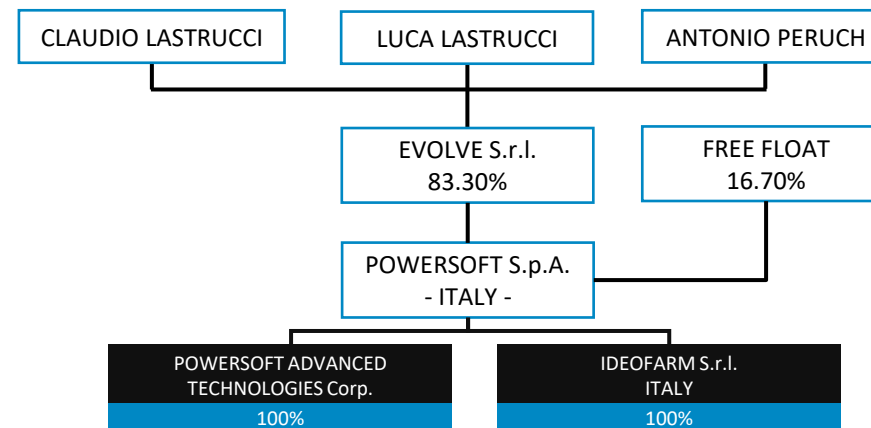 CLAUDIO LASTRUCCI
LUCA LASTRUCCI
ANTONIO PERUCH
EVOLVE S.r.l.
83.30%
FREE FLOAT
16.70%
POWERSOFT S.p.A.
- ITALY -
POWERSOFT ADVANCED
TECHNOLOGIES Corp.
100%
IDEOFARM S.r.l.
ITALY
100%